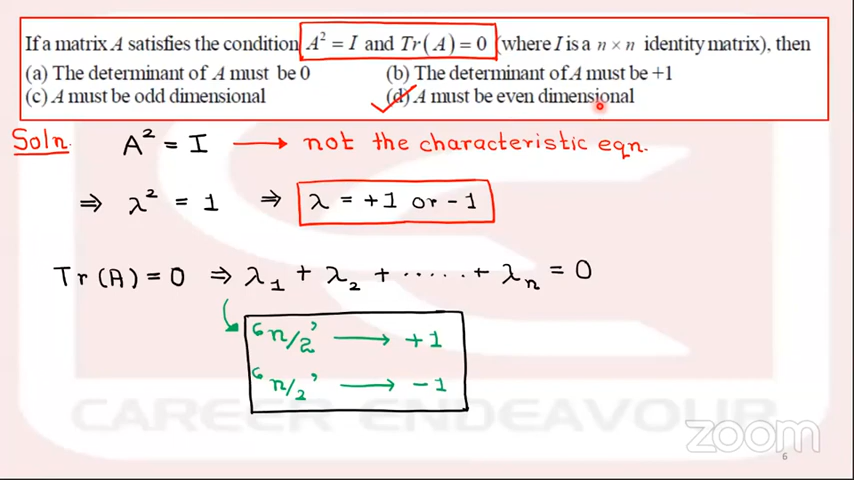 If a matrix A satisfies the condition A² = I and Tr(A) = 0 (where I is a n × n identity matrix), then
(a) The determinant of A must be 0 (b) The determinant of A must be +1
(c) A must be odd dimensional (d) A must be even dimensional
Soln. A² = I → not the characteristic eqn.
⇒ λ² = 1 ⇒ λ = +1 or -1
Tr(A) = 0 ⇒ λ₁ + λ₂ + ..... + λₙ = 0
'n/2' → +1
'n/2' → -1
CAREER ENDEAVOUR
zoom
6